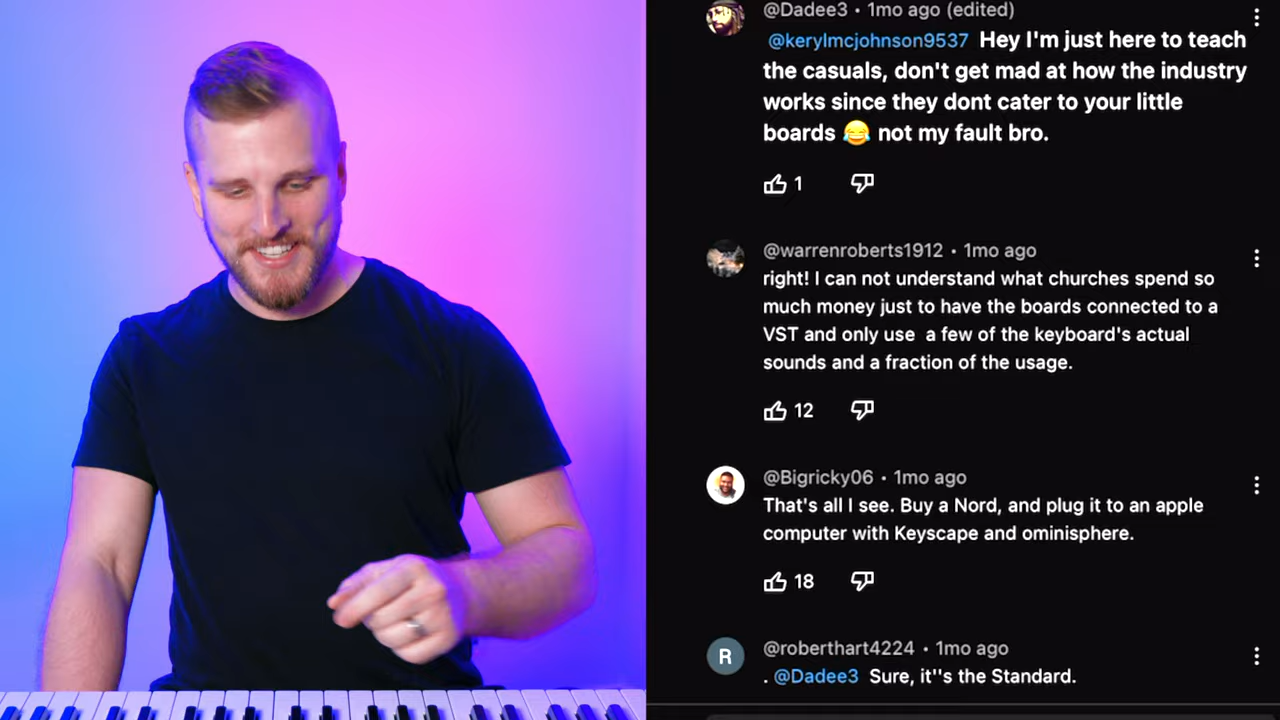 @Dadee3 • 1mo ago (edited)
@kerylmcjohnson9537 Hey I'm just here to teach
the casuals, don't get mad at how the industry
works since they dont cater to your little
boards 😂 not my fault bro.
1
@warrenroberts1912 • 1mo ago
right! I can not understand what churches spend so
much money just to have the boards connected to a
VST and only use  a few of the keyboard's actual
sounds and a fraction of the usage.
12
@Bigricky06 • 1mo ago
That's all I see. Buy a Nord, and plug it to an apple
computer with Keyscape and ominisphere.
18
R
@roberthart4224 • 1mo ago
. @Dadee3 Sure, it''s the Standard.